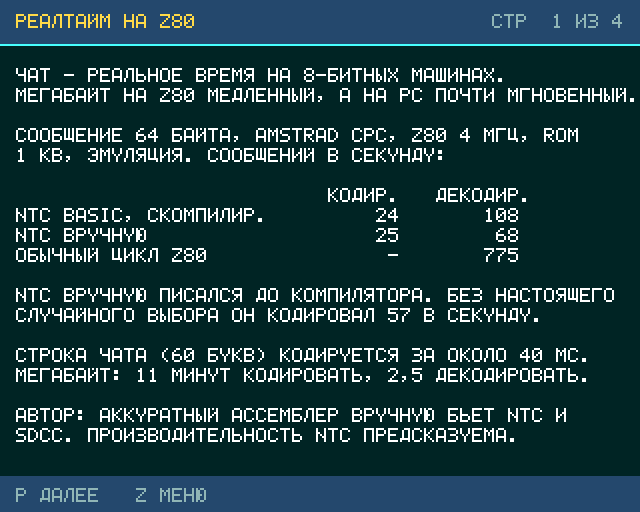 РЕАЛТАЙМ НА Z80 СТР 1 ИЗ 4
ЧАТ - РЕАЛЬНОЕ ВРЕМЯ НА 8-БИТНЫХ МАШИНАХ.
МЕГАБАЙТ НА Z80 МЕДЛЕННЫЙ, А НА PC ПОЧТИ МГНОВЕННЫЙ.
СООБЩЕНИЕ 64 БАЙТА, AMSTRAD CPC, Z80 4 МГЦ, ROM
1 KB, ЭМУЛЯЦИЯ. СООБЩЕНИЙ В СЕКУНДУ:
КОДИР. ДЕКОДИР.
NTC BASIC, СКОМПИЛИР. 24 108
NTC ВРУЧНУЮ 25 68
ОБЫЧНЫЙ ЦИКЛ Z80 - 775
NTC ВРУЧНУЮ ПИСАЛСЯ ДО КОМПИЛЯТОРА. БЕЗ НАСТОЯЩЕГО
СЛУЧАЙНОГО ВЫБОРА ОН КОДИРОВАЛ 57 В СЕКУНДУ.
СТРОКА ЧАТА (60 БУКВ) КОДИРУЕТСЯ ЗА ОКОЛО 40 МС.
МЕГАБАЙТ: 11 МИНУТ КОДИРОВАТЬ, 2,5 ДЕКОДИРОВАТЬ.
АВТОР: АККУРАТНЫЙ АССЕМБЛЕР ВРУЧНУЮ БЬЕТ NTC И
SDCC. ПРОИЗВОДИТЕЛЬНОСТЬ NTC ПРЕДСКАЗУЕМА.
P ДАЛЕЕ Z МЕНЮ